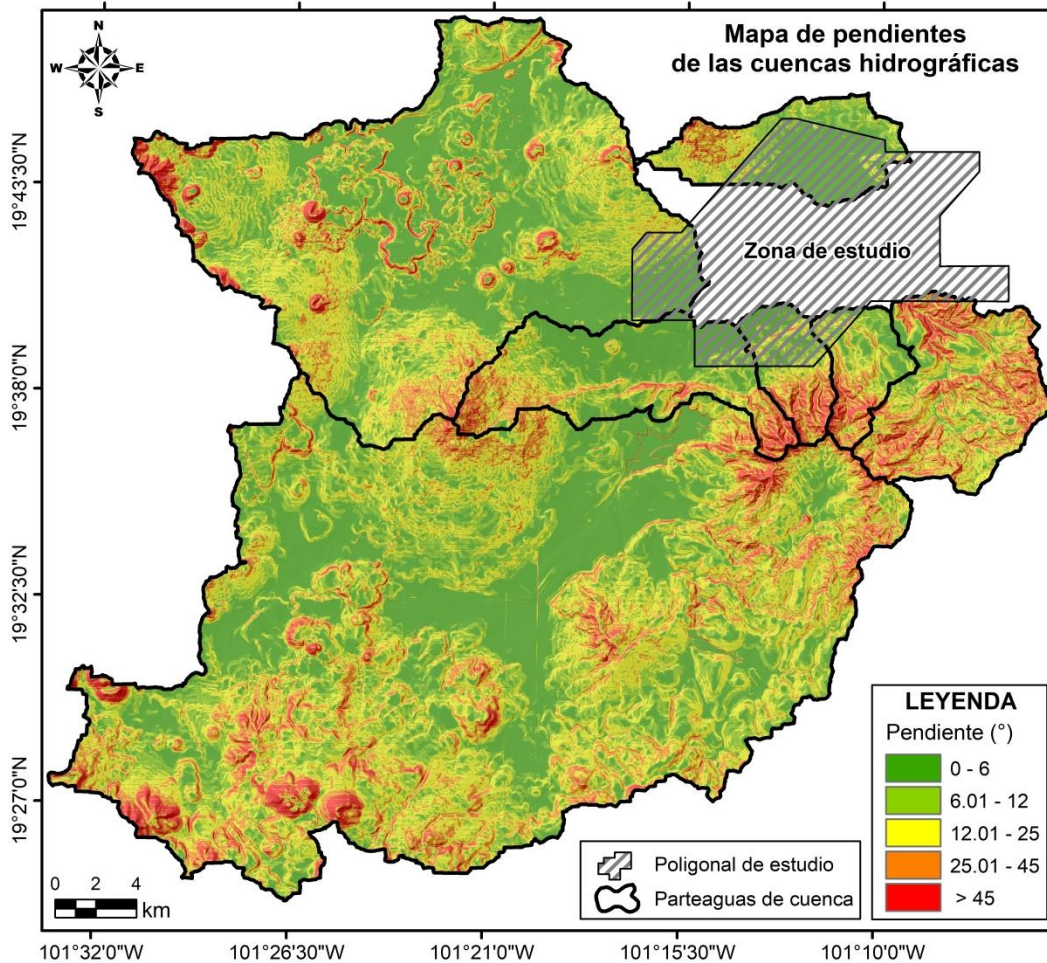 Mapa de pendientes
de las cuencas hidrográficas
N
W
E
S
19°43'30"N
19°38'0"N
19°32'30"N
19°27'0"N
Zona de estudio
LEYENDA
Pendiente (°)
0 - 6
6.01 - 12
12.01 - 25
25.01 - 45
> 45
Poligonal de estudio
Parteaguas de cuenca
0 2 4
km
101°32'0"W 101°26'30"W 101°21'0"W 101°15'30"W 101°10'0"W